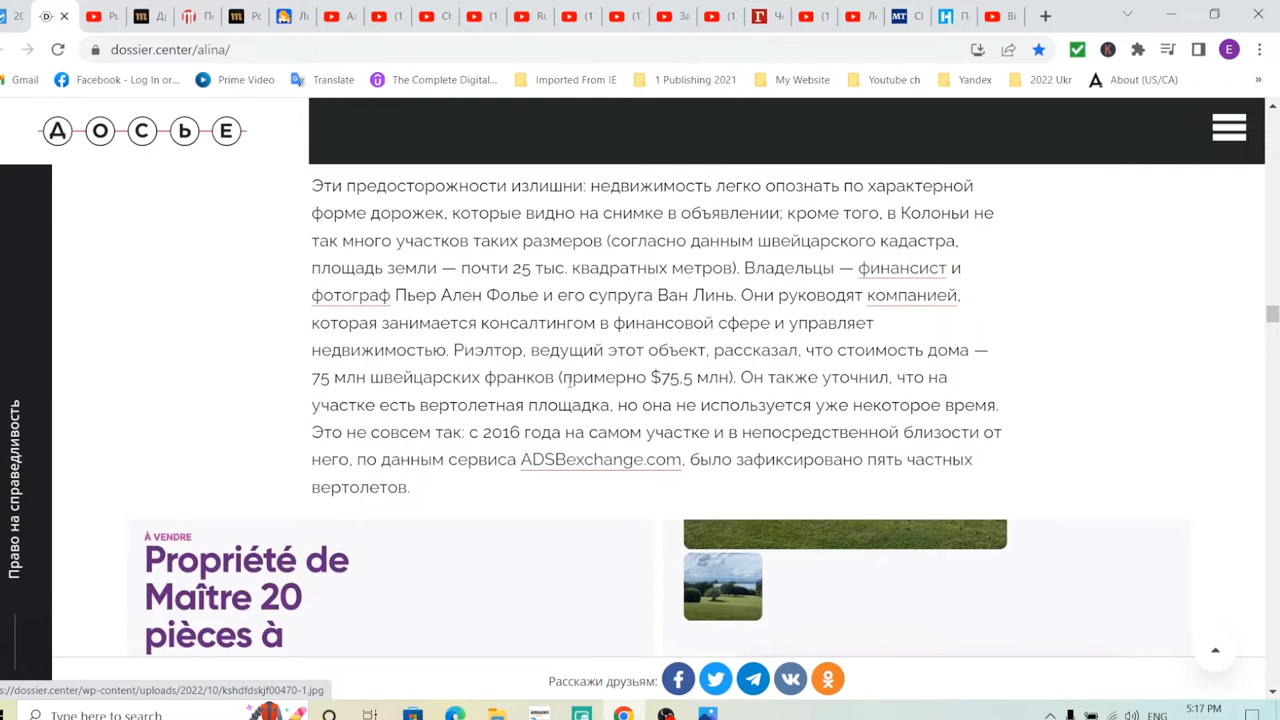 dossier.center/alina/
E
Gmail
Facebook - Log In or...
Prime Video
Translate
The Complete Digital...
Imported From IE
1 Publishing 2021
My Website
Youtube ch
Yandex
2022 Ukr
About (US/CA)
»
ДОСЬЕ
Эти предосторожности излишни: недвижимость легко опознать по характерной
форме дорожек, которые видно на снимке в объявлении; кроме того, в Колоньи не
так много участков таких размеров (согласно данным швейцарского кадастра,
площадь земли — почти 25 тыс. квадратных метров). Владельцы — финансист и
фотограф Пьер Ален Фолье и его супруга Ван Линь. Они руководят компанией,
которая занимается консалтингом в финансовой сфере и управляет
недвижимостью. Риэлтор, ведущий этот объект, рассказал, что стоимость дома —
75 млн швейцарских франков (примерно $75,5 млн). Он также уточнил, что на
участке есть вертолетная площадка, но она не используется уже некоторое время.
Это не совсем так: с 2016 года на самом участке и в непосредственной близости от
него, по данным сервиса ADSBexchange.com, было зафиксировано пять частных
вертолетов.
Право на справедливость
À VENDRE
Propriété de
Maître 20
pièces à
Расскажи друзьям:
s://dossier.center/wp-content/uploads/2022/10/kshdfdskjf00470-1.jpg
Type here to search
ENG
5:17 PM